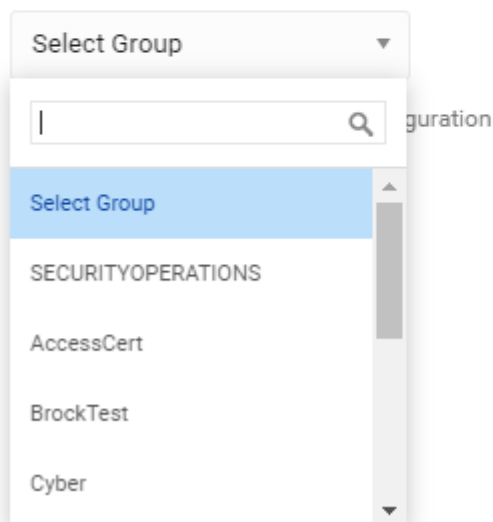 Select Group
guration
Select Group
SECURITYOPERATIONS
AccessCert
BrockTest
Cyber